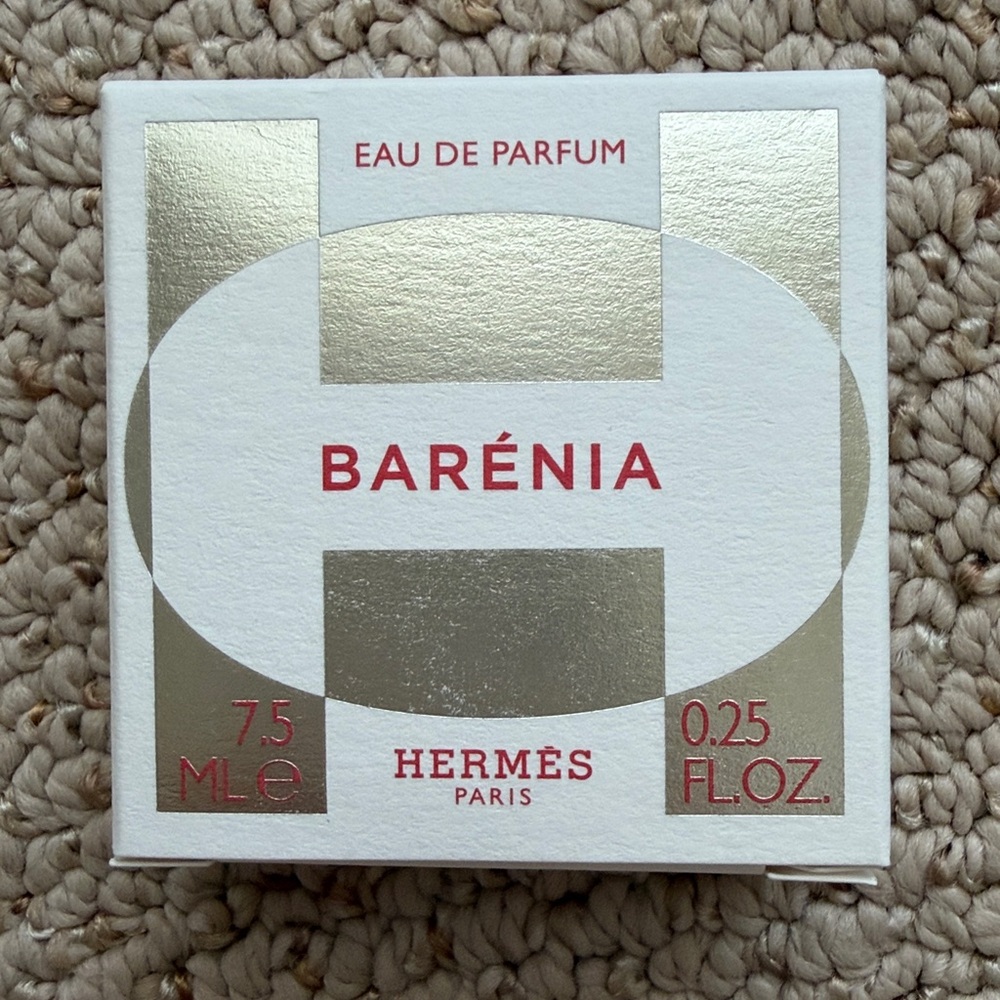 EAU DE PARFUM
BARÉNIA
7.5
ML ℮
HERMÈS
PARIS
0.25
FL.OZ.